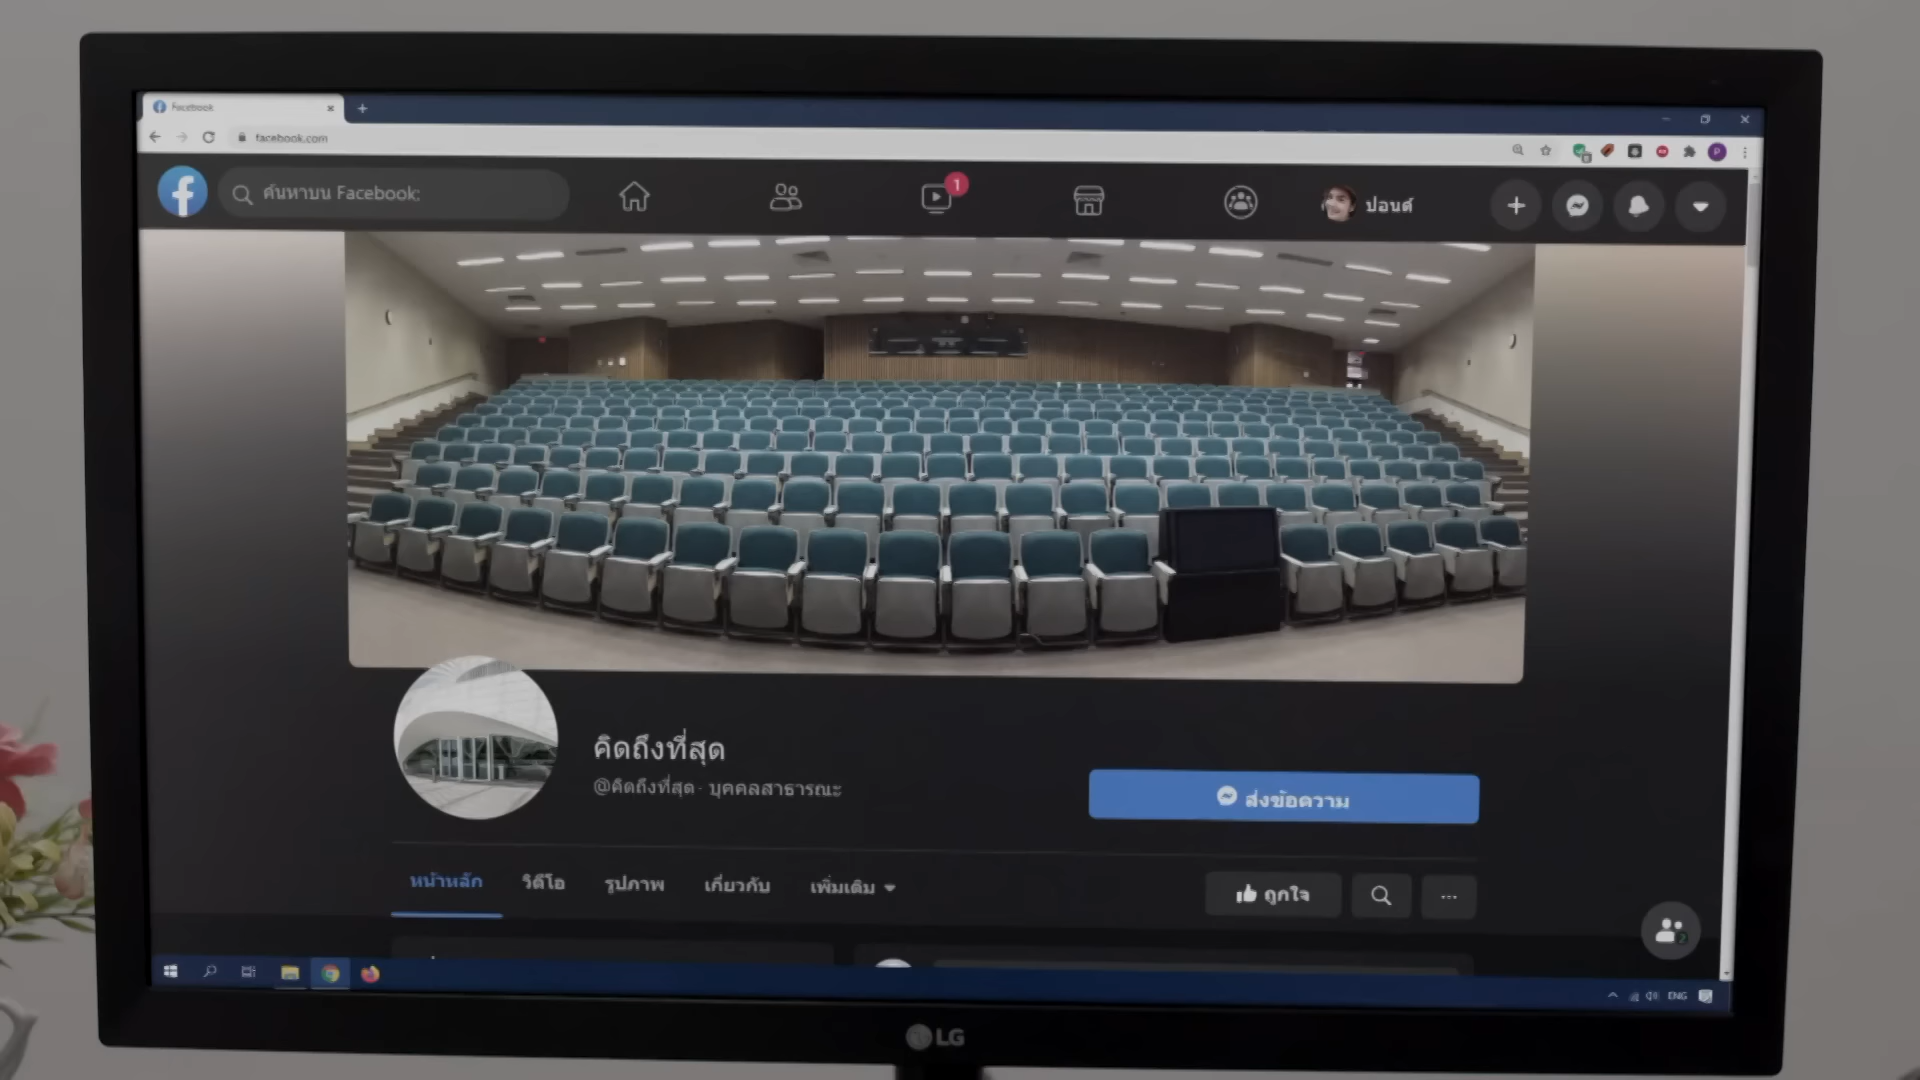 Facebook
facebook.com
ค้นหาบน Facebook:
1
ปอนด์
คิดถึงที่สุด
@คิดถึงที่สุด · บุคคลสาธารณะ
ส่งข้อความ
หน้าหลัก
วิดีโอ
รูปภาพ
เกี่ยวกับ
เพิ่มเติม
ถูกใจ
2
ENG
LG